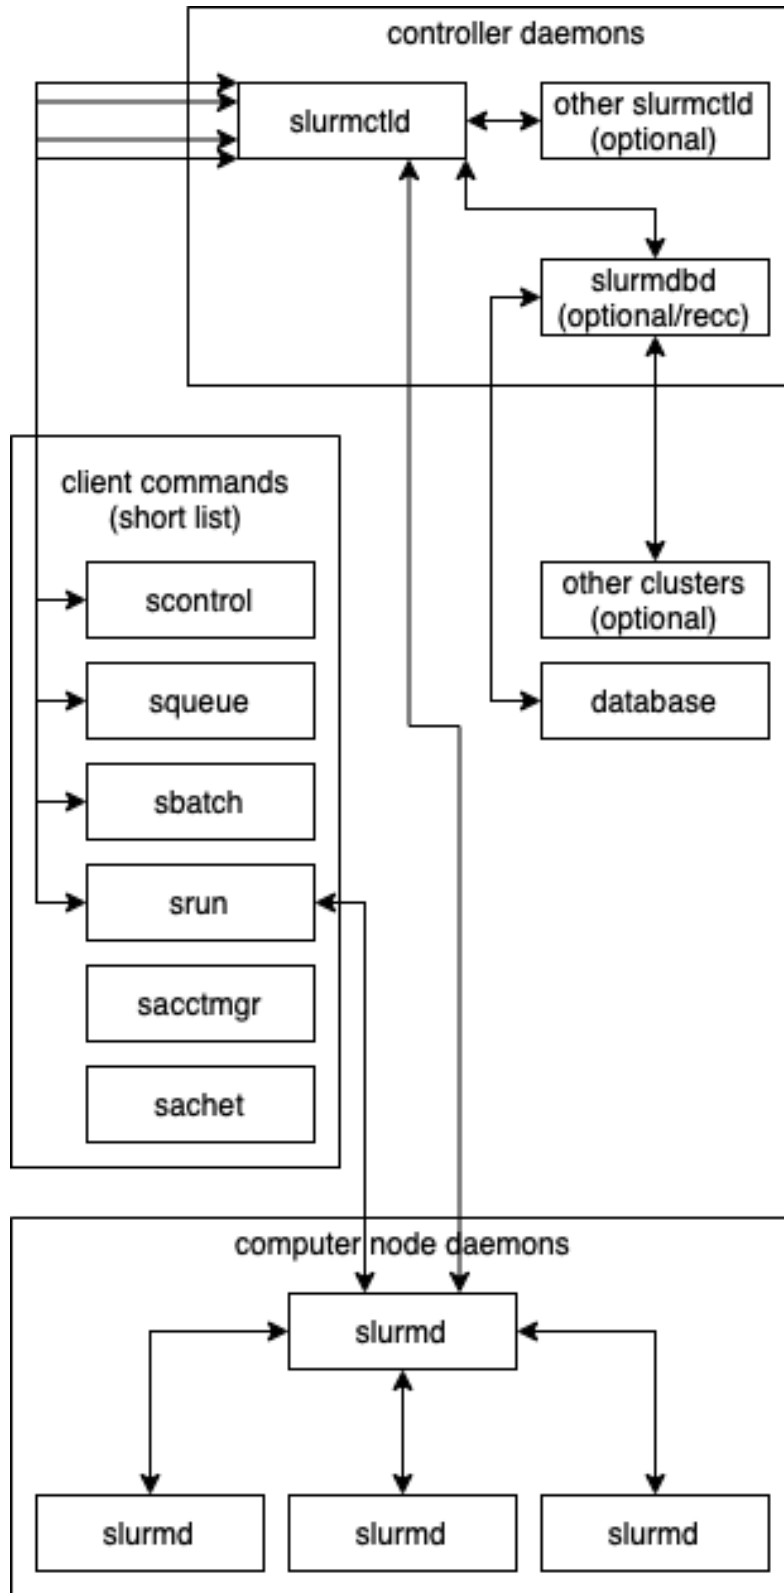 controller daemons
slurmctld
other slurmctld
(optional)
slurmdbd
(optional/recc)
client commands
(short list)
scontrol
other clusters
(optional)
squeue
database
sbatch
srun
sacctmgr
sachet
computer node daemons
slurmd
slurmd
slurmd
slurmd